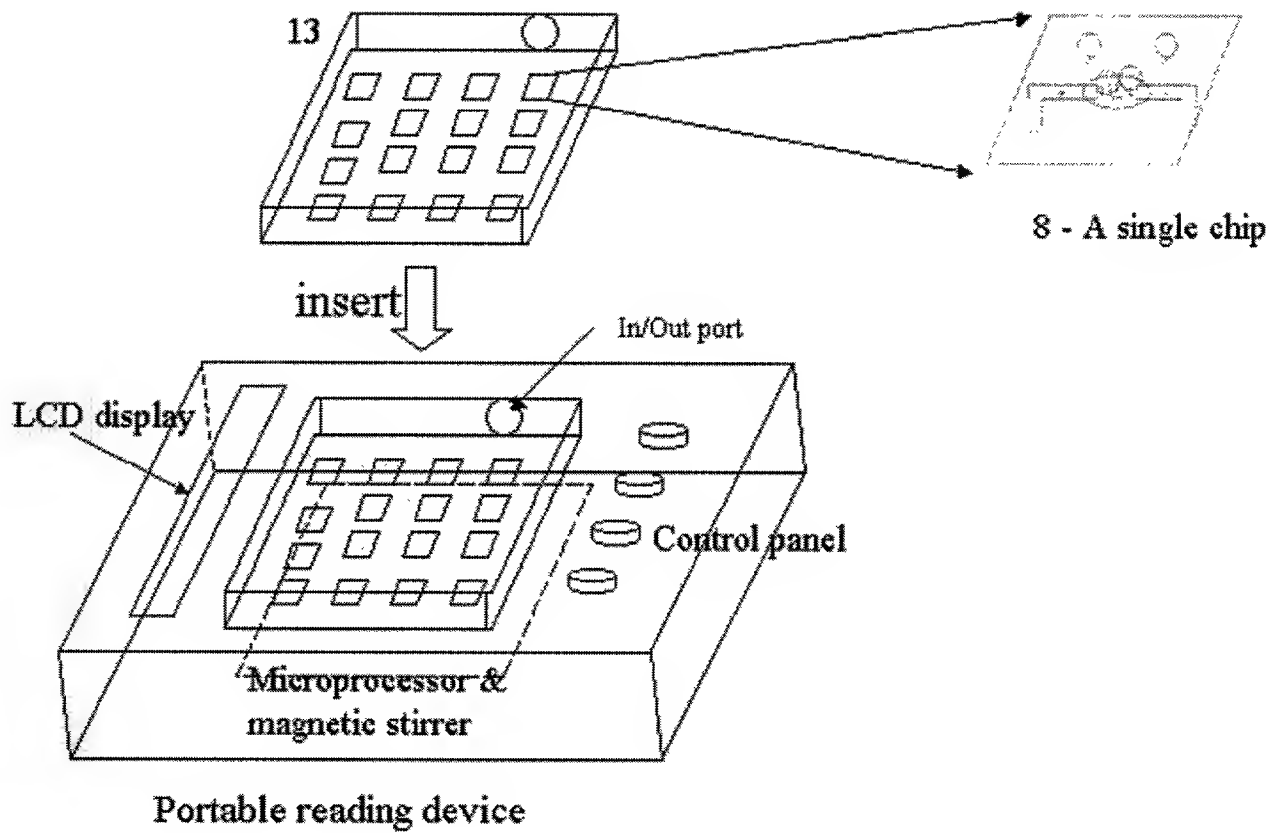 13
8 - A single chip
insert
In/Out port
LCD display
Control panel
Microprocessor &
magnetic stirrer
Portable reading device